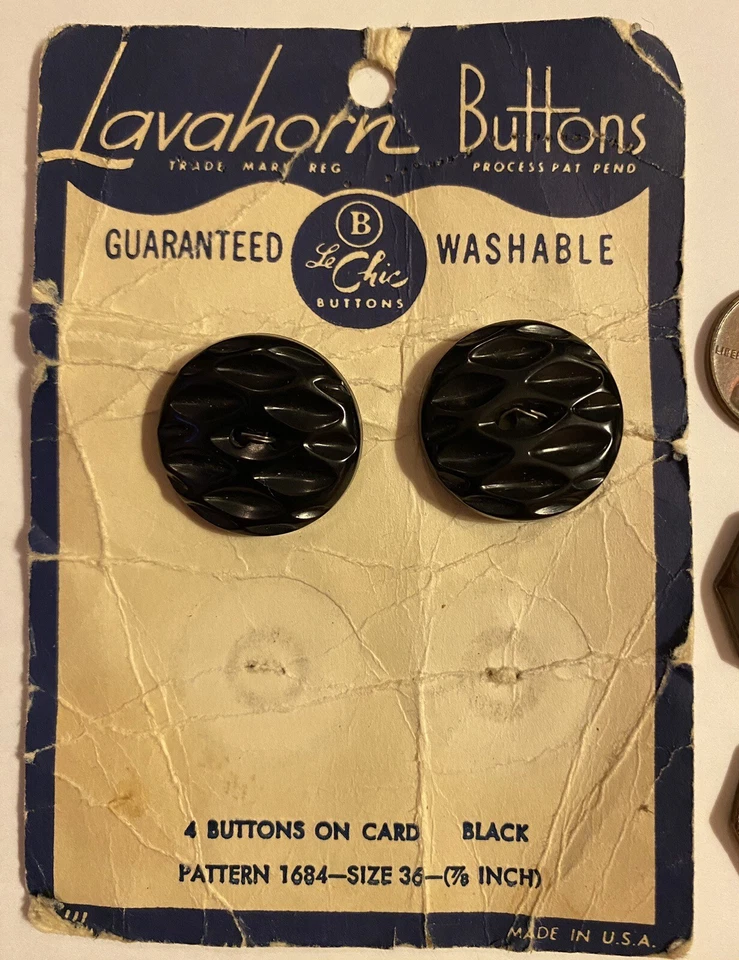 Lavahorn Buttons
TRADE MARK REG PROCESS PAT PEND
GUARANTEED B WASHABLE
Le Chic
BUTTONS
4 BUTTONS ON CARD BLACK
PATTERN 1684—SIZE 36—(⅞ INCH)
MADE IN U.S.A.